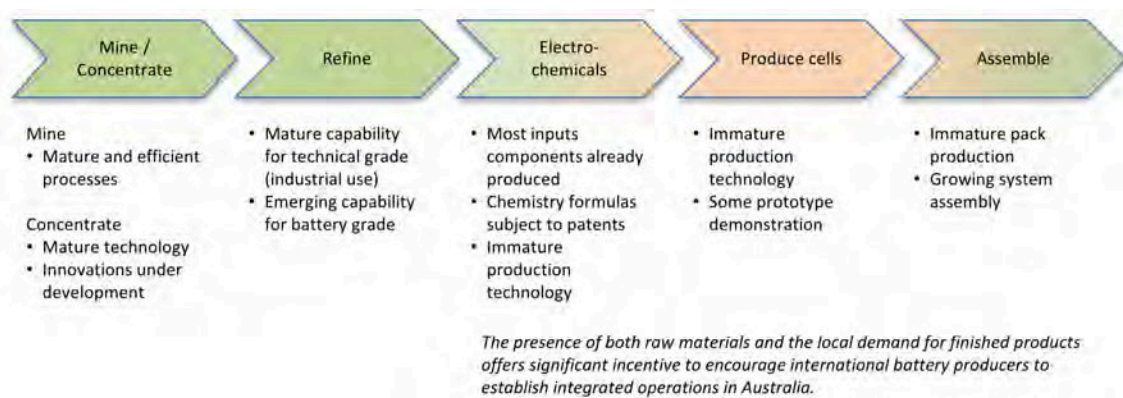 Mine /
Concentrate
Refine
Electro-
chemicals
Produce cells
Assemble
Mine
• Mature and efficient
processes
Concentrate
• Mature technology
• Innovations under
development
• Mature capability
for technical grade
(industrial use)
• Emerging capability
for battery grade
• Most inputs
components already
produced
• Chemistry formulas
subject to patents
• Immature
production
technology
• Immature
production
technology
• Some prototype
demonstration
• Immature pack
production
• Growing system
assembly
The presence of both raw materials and the local demand for finished products
offers significant incentive to encourage international battery producers to
establish integrated operations in Australia.